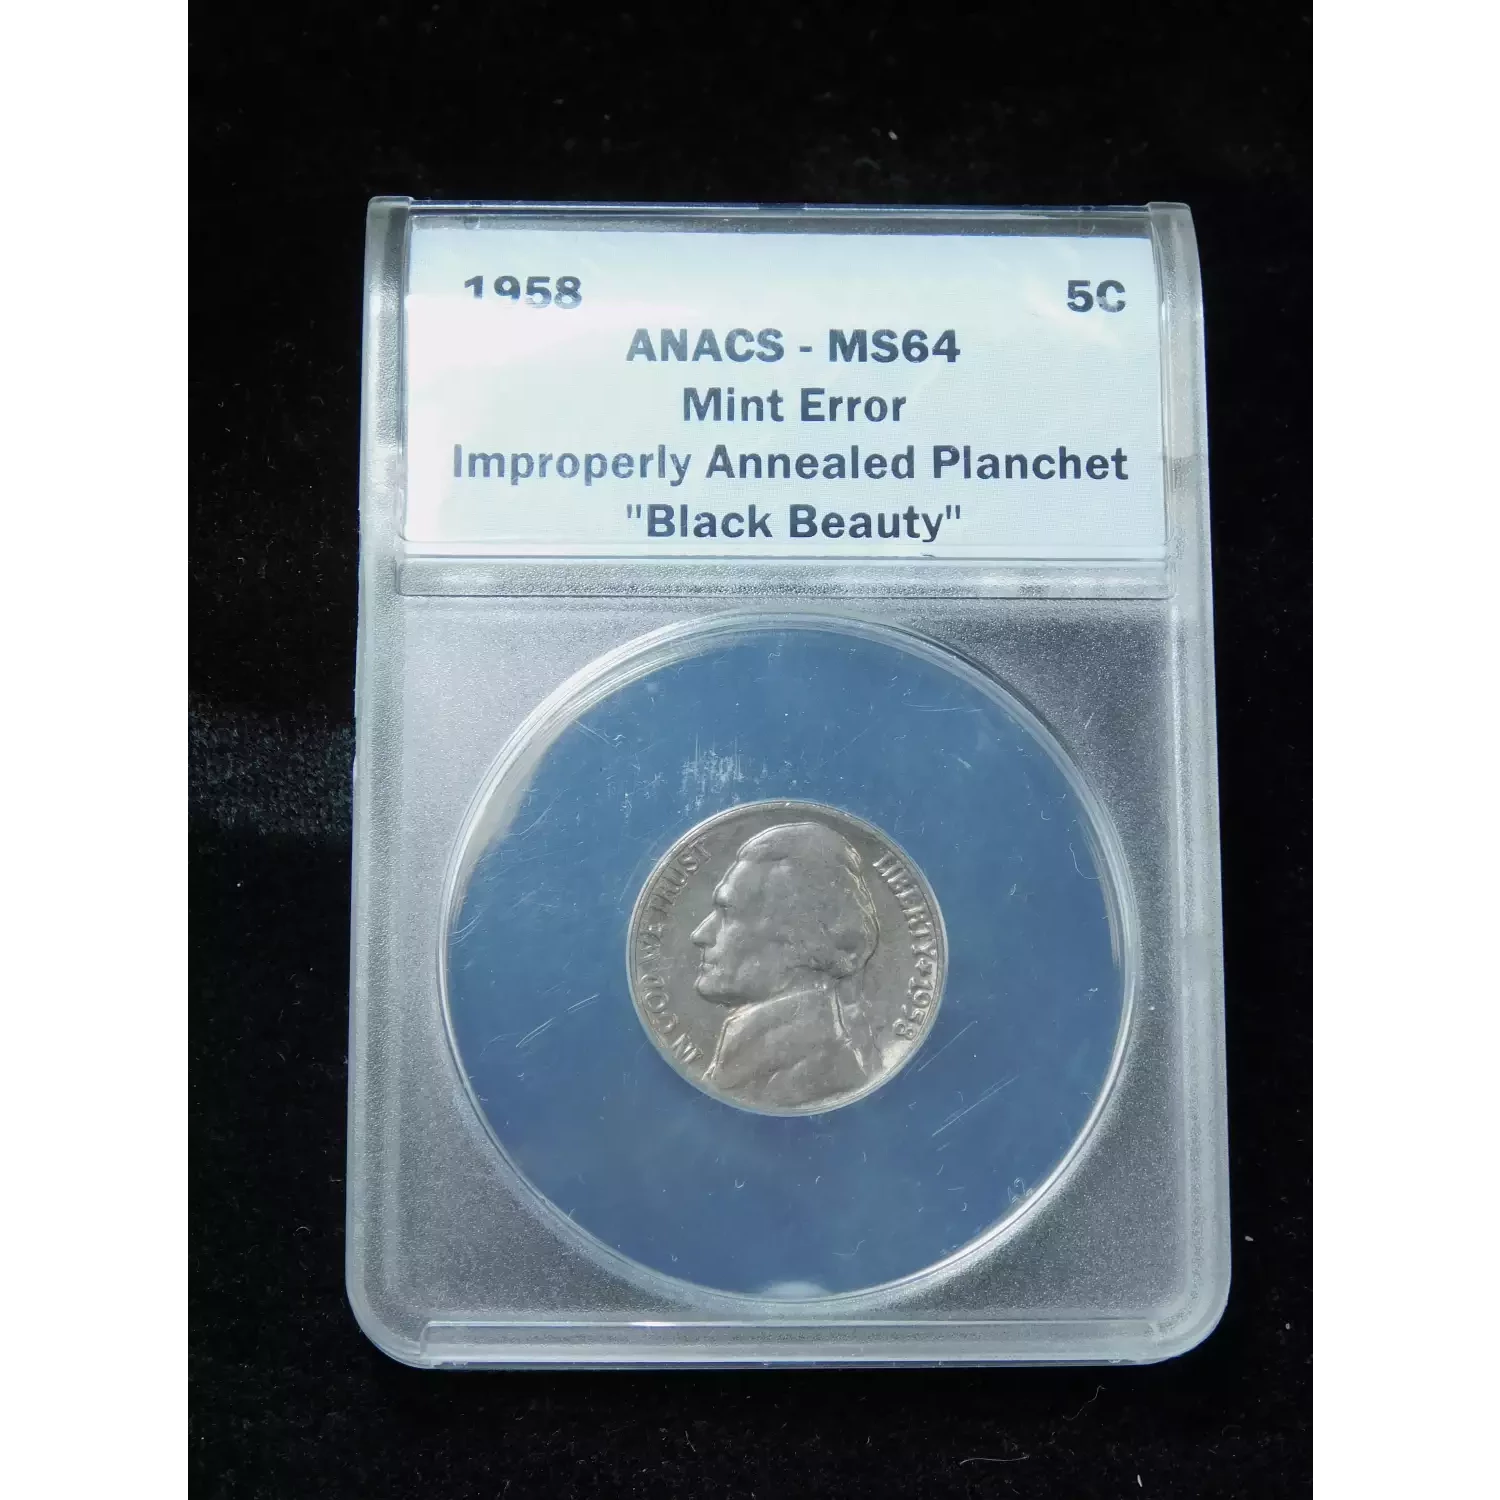 1958 5C
ANACS - MS64
Mint Error
Improperly Annealed Planchet
"Black Beauty"
IN GOD WE TRUST
LIBERTY ★ 1958